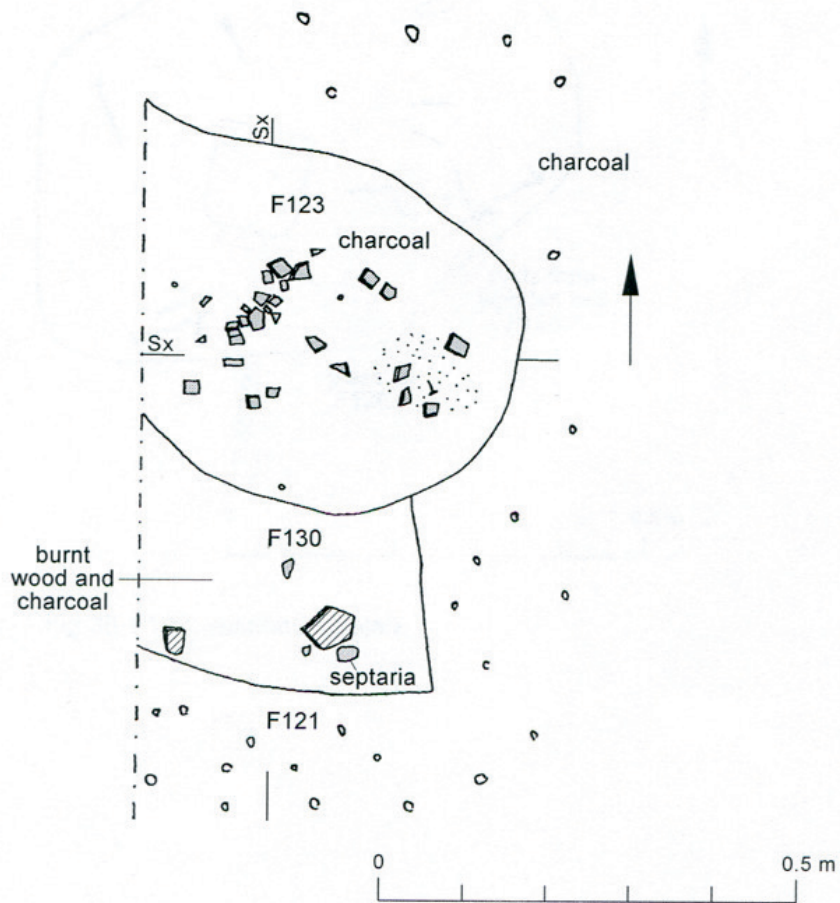 Sx
charcoal
F123
charcoal
Sx
F130
burnt
wood and
charcoal
septaria
F121
0
0.5 m